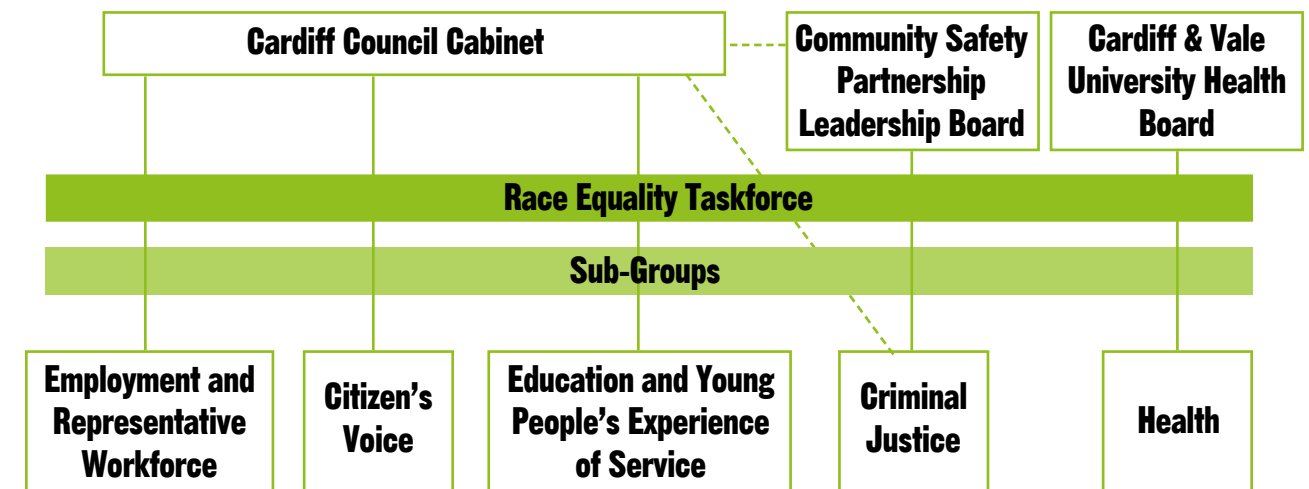 Cardiff Council Cabinet
Community Safety
Partnership
Leadership Board
Cardiff & Vale
University Health
Board
Race Equality Taskforce
Sub-Groups
Employment and
Representative
Workforce
Citizen’s
Voice
Education and Young
People’s Experience
of Service
Criminal
Justice
Health